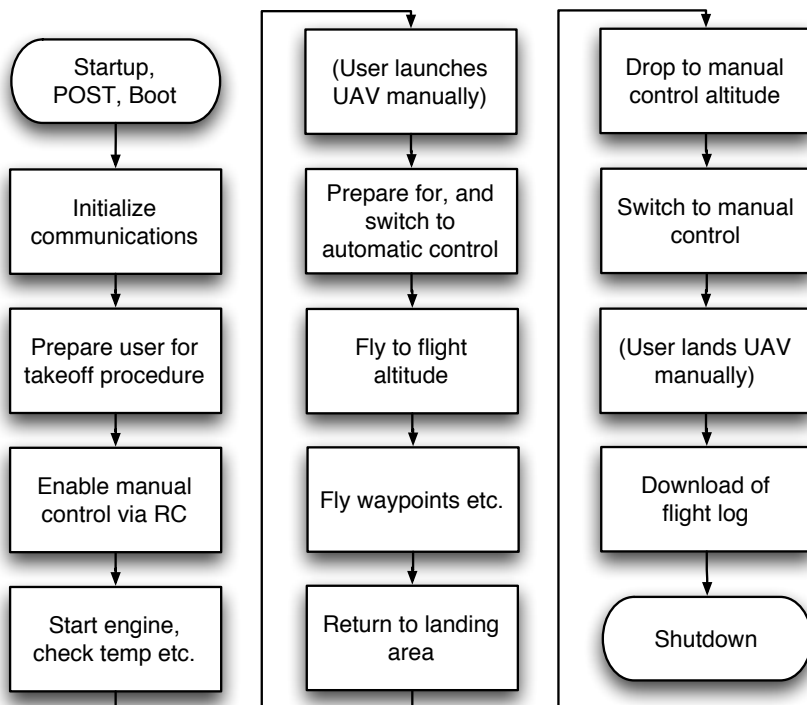 Startup,
POST, Boot
Initialize
communications
Prepare user for
takeoff procedure
Enable manual
control via RC
Start engine,
check temp etc.
(User launches
UAV manually)
Prepare for, and
switch to
automatic control
Fly to flight
altitude
Fly waypoints etc.
Return to landing
area
Drop to manual
control altitude
Switch to manual
control
(User lands UAV
manually)
Download of
flight log
Shutdown